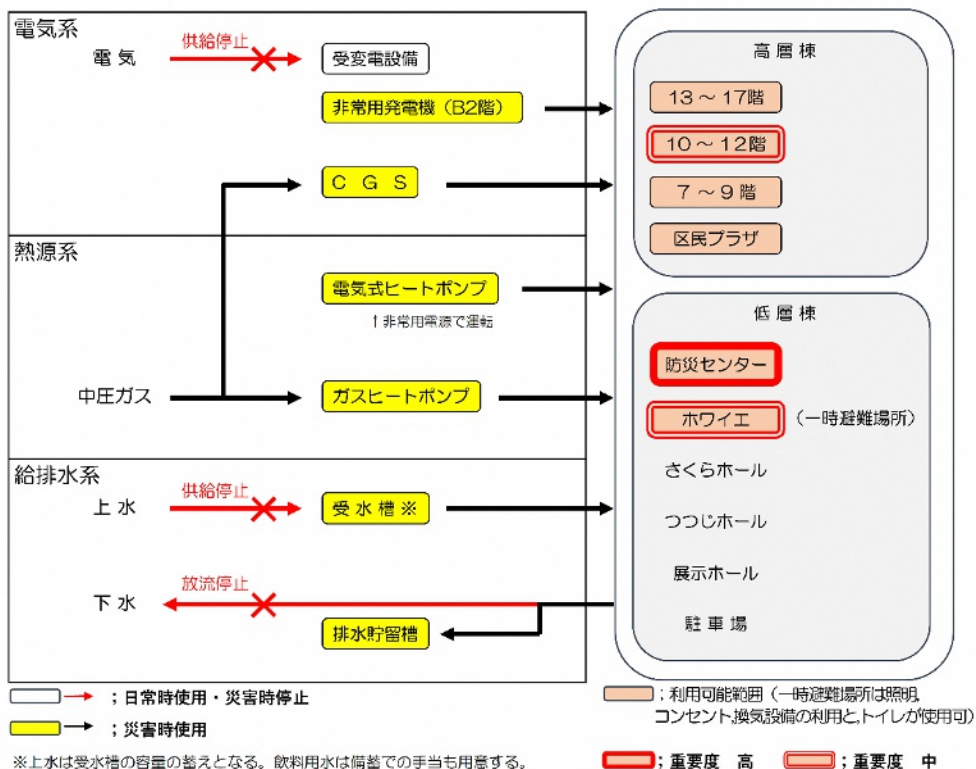 電気系
電気
供給停止
受変電設備
非常用発電機（B2階）
CGS
熱源系
電気式ヒートポンプ
↑非常用電源で運転
中圧ガス
ガスヒートポンプ
給排水系
上水
供給停止
受水槽※
下水
放流停止
排水貯留槽
高層棟
13～17階
10～12階
7～9階
区民プラザ
低層棟
防災センター
ホワイエ（一時避難場所）
さくらホール
つつじホール
展示ホール
駐車場
；日常時使用・災害時停止
；災害時使用
※上水は受水槽の容量の蓄えとなる。飲料用水は備蓄での手当も用意する。
；利用可能範囲（一時避難場所は照明,
コンセント,換気設備の利用と,トイレが使用可）
；重要度 高
；重要度 中